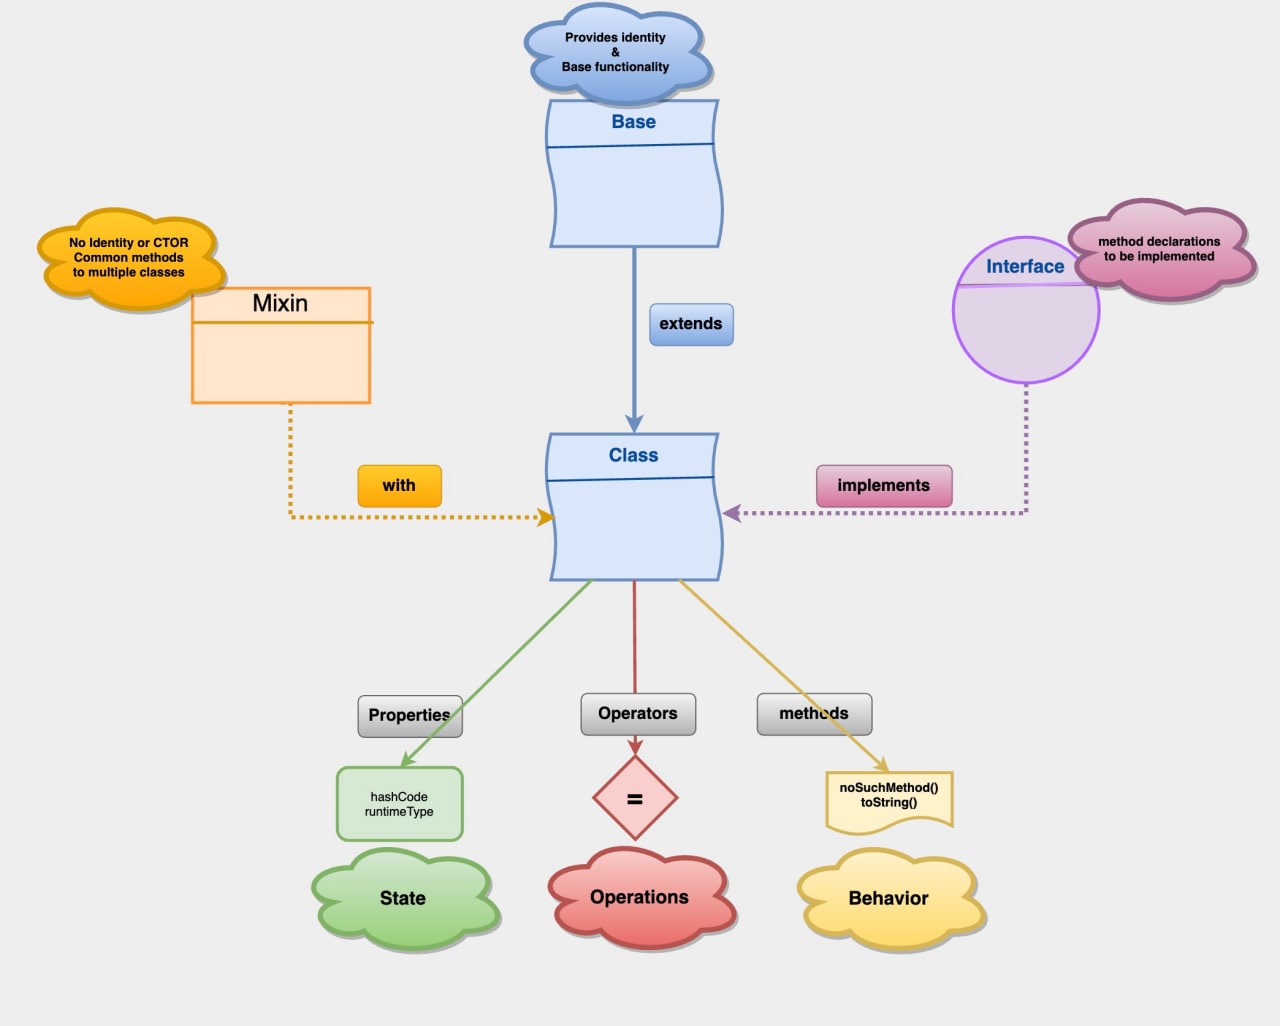 Provides identity
&
Base functionality
Base
No Identity or CTOR
Common methods
to multiple classes
Mixin
method declarations
to be implemented
Interface
extends
Class
with
implements
Properties
Operators
methods
hashCode
runtimeType
=
noSuchMethod()
toString()
State
Operations
Behavior